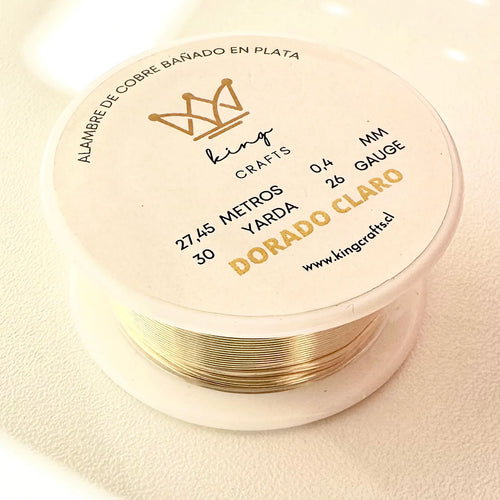 ALAMBRE DE COBRE BAÑADO EN PLATA
king
CRAFTS
27,45 METROS 0,4 MM
30 YARDA 26 GAUGE
DORADO CLARO
www.kingcrafts.cl